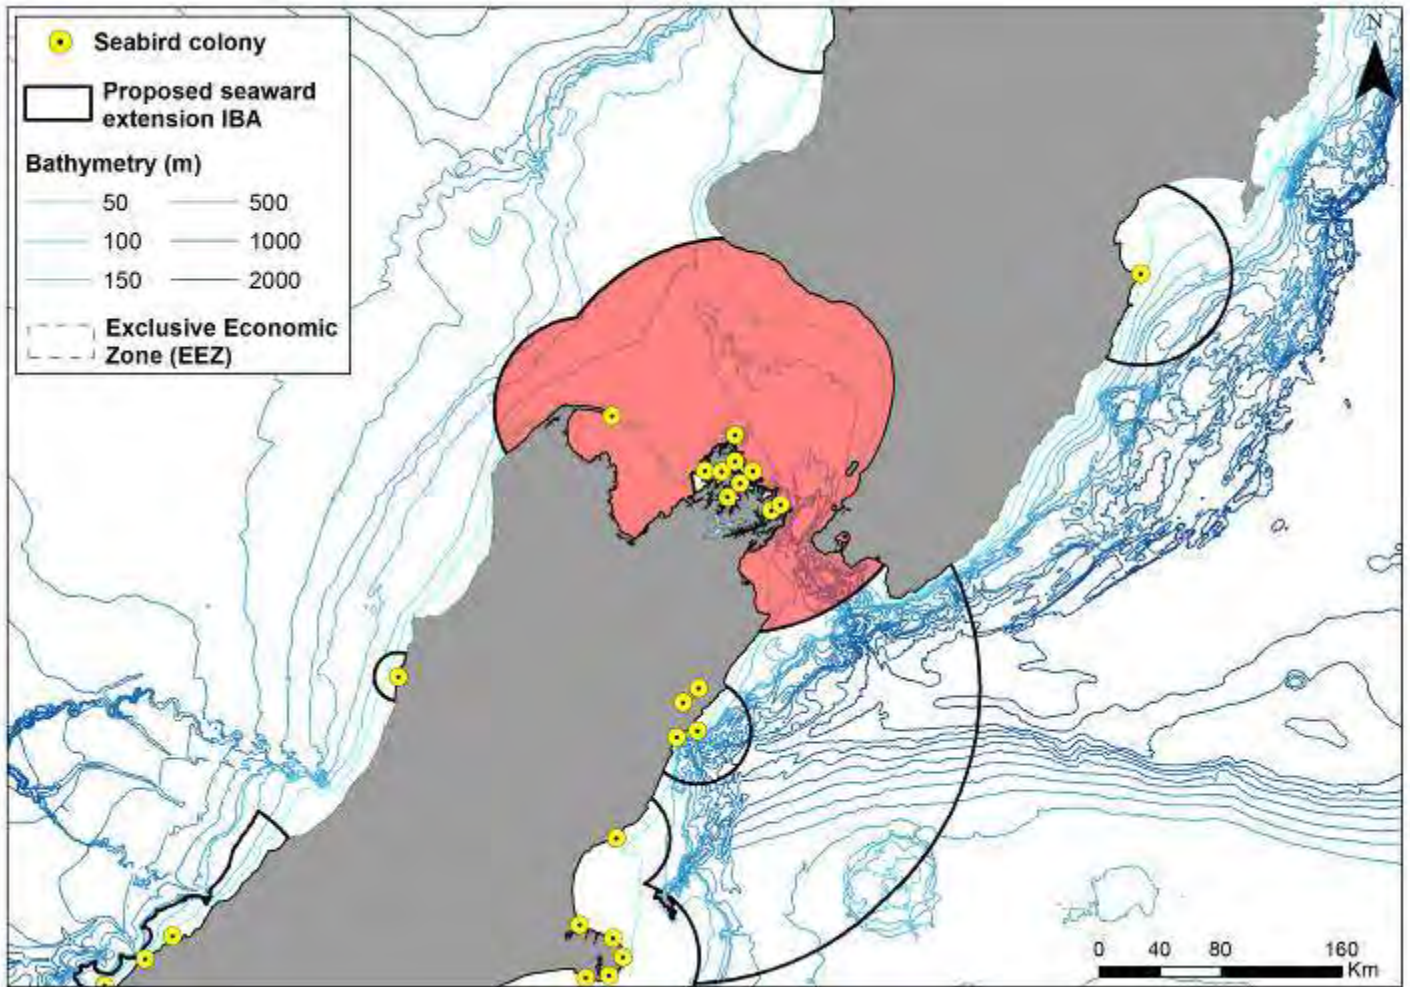 Seabird colony
Proposed seaward
extension IBA
Bathymetry (m)
50 500
100 1000
150 2000
Exclusive Economic
Zone (EEZ)
N
0 40 80 160
Km